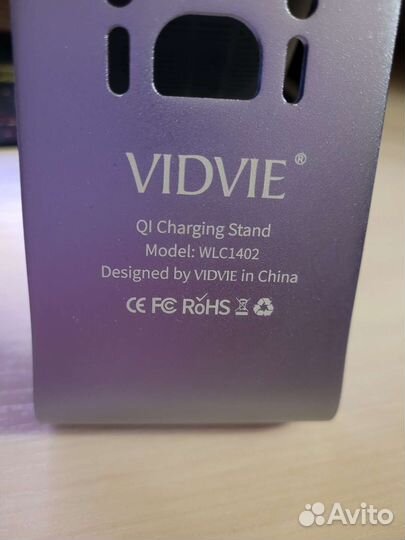 VIDVIE ®
QI Charging Stand
Model: WLC1402
Designed by VIDVIE in China
CE FC RoHS
Avito